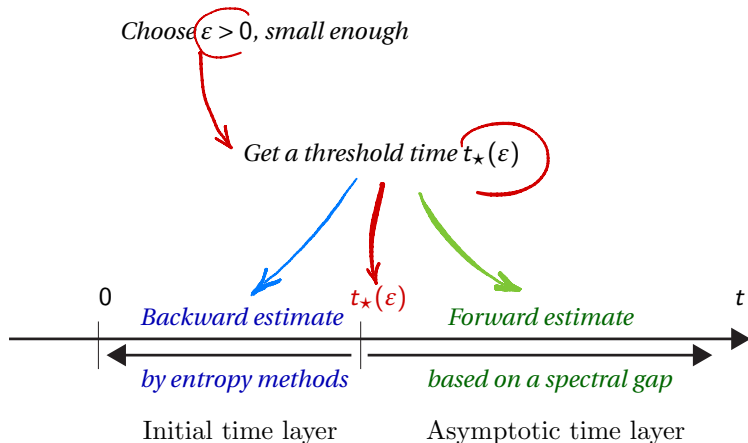 Choose ε > 0, small enough
Get a threshold time t⋆(ε)
0 t⋆(ε) t
Backward estimate Forward estimate
by entropy methods based on a spectral gap
Initial time layer Asymptotic time layer